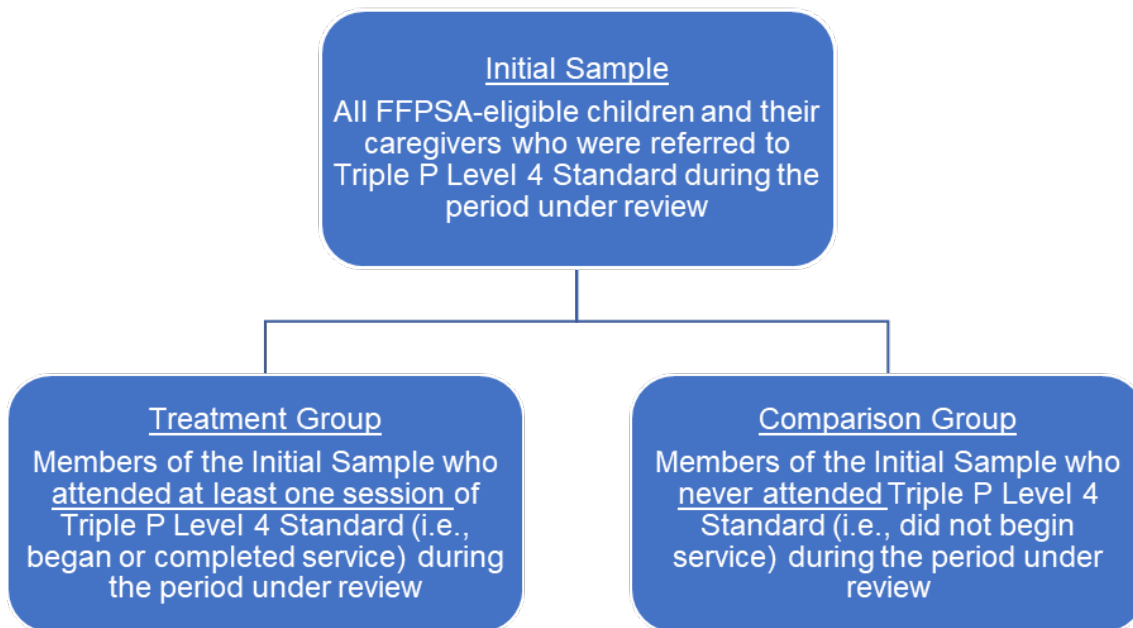 Initial Sample
All FFPSA-eligible children and their
caregivers who were referred to
Triple P Level 4 Standard during the
period under review
Treatment Group
Members of the Initial Sample who
attended at least one session of
Triple P Level 4 Standard (i.e.,
began or completed service) during
the period under review
Comparison Group
Members of the Initial Sample who
never attended Triple P Level 4
Standard (i.e., did not begin
service) during the period under
review